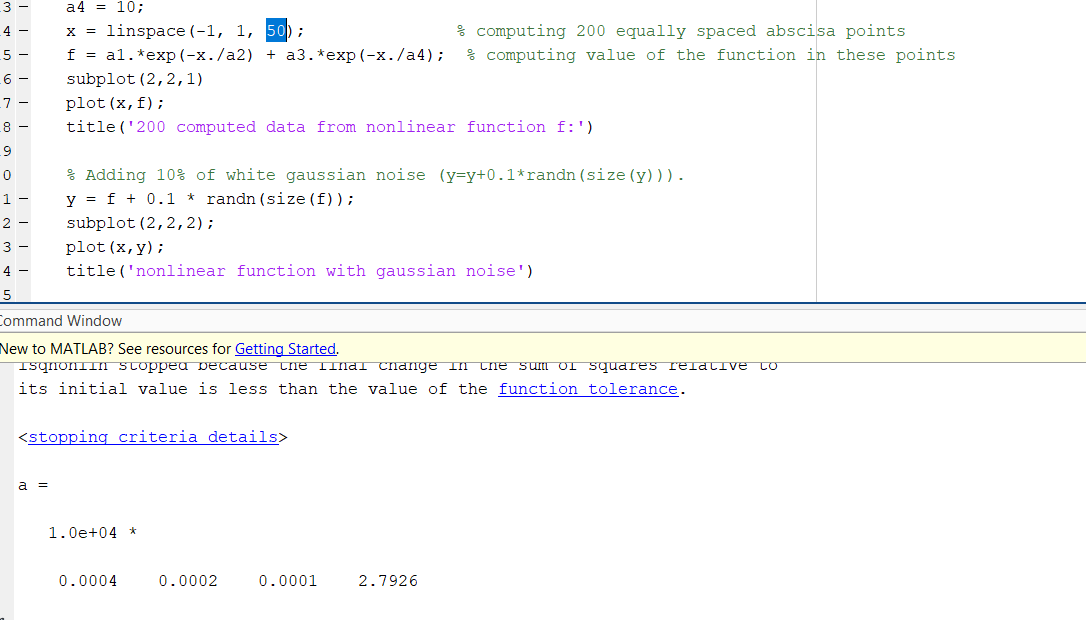 3 – a4 = 10;
4 – x = linspace(-1, 1, 50); % computing 200 equally spaced abscisa points
5 – f = a1.*exp(-x./a2) + a3.*exp(-x./a4); % computing value of the function in these points
6 – subplot(2,2,1)
7 – plot(x,f);
8 – title('200 computed data from nonlinear function f:')
9
0 % Adding 10% of white gaussian noise (y=y+0.1*randn(size(y))).
1 – y = f + 0.1 * randn(size(f));
2 – subplot(2,2,2);
3 – plot(x,y);
4 – title('nonlinear function with gaussian noise')
5
Command Window
New to MATLAB? See resources for Getting Started.
lsqnonlin stopped because the final change in the sum of squares relative to
its initial value is less than the value of the function tolerance.
<stopping criteria details>
a =
1.0e+04 *
0.0004 0.0002 0.0001 2.7926